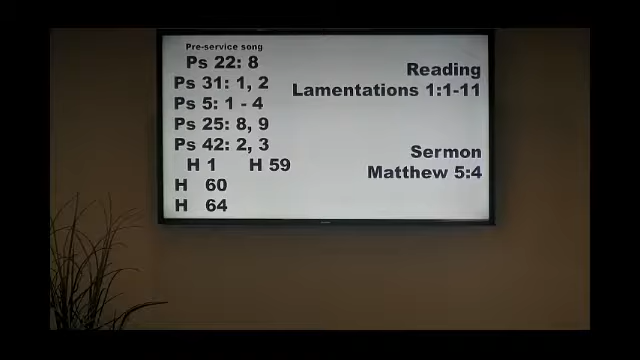 Pre-service song
Ps 22: 8
Ps 31: 1, 2
Ps 5: 1 - 4
Ps 25: 8, 9
Ps 42: 2, 3
H 1 H 59
H 60
H 64
Reading
Lamentations 1:1-11
Sermon
Matthew 5:4